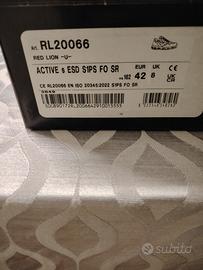 Art. RL20066
RED LION -U-
ACTIVE s ESD S1PS FO SR
EUR UK
162 42 8
CE RL20066 EN ISO 20345:2022 S1PS FO SR
subito